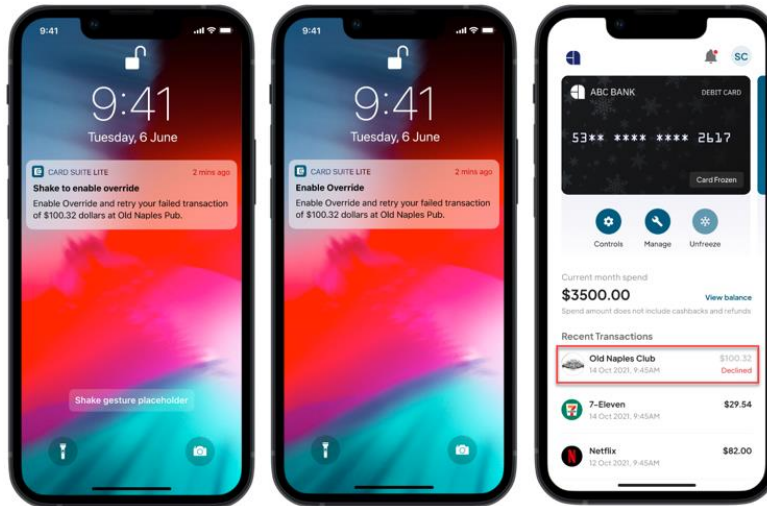 9:41
9:41
Tuesday, 6 June
CARD SUITE LITE 2 mins ago
Shake to enable override
Enable Override and retry your failed transaction
of $100.32 dollars at Old Naples Pub.
Shake gesture placeholder
9:41
9:41
Tuesday, 6 June
CARD SUITE LITE 2 mins ago
Enable Override
Enable Override and retry your failed transaction
of $100.32 dollars at Old Naples Pub.
9:41
SC
ABC BANK DEBIT CARD
53** **** **** 2617
Card Frozen
Controls Manage Unfreeze
Current month spend
$3500.00 View balance
Spend amount does not include cashbacks and refunds
Recent Transactions
Old Naples Club $100.32
14 Oct 2021, 9:45AM Declined
7-Eleven $29.54
14 Oct 2021, 9:45AM
Netflix $82.00
12 Oct 2021, 9:45AM